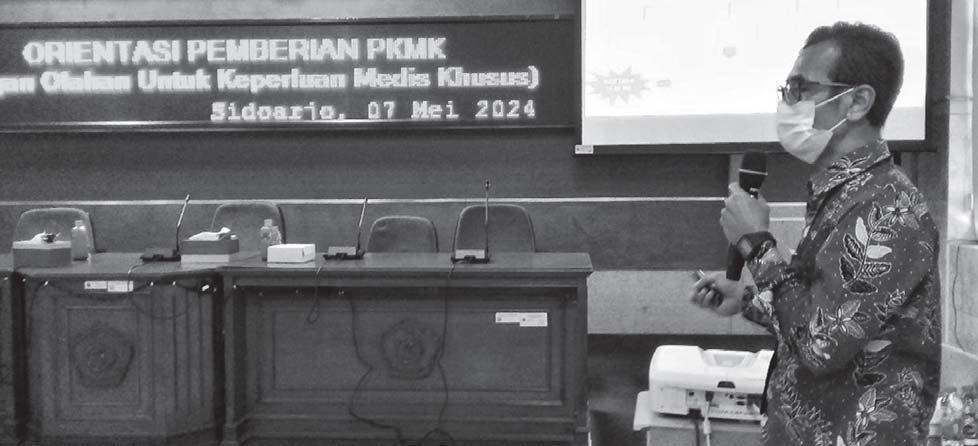 ORIENTASI PEMBERIAN PKMK
Olahan Untuk Keperluan Medis Khusus)
Sidoarjo, 07 Mei 2024